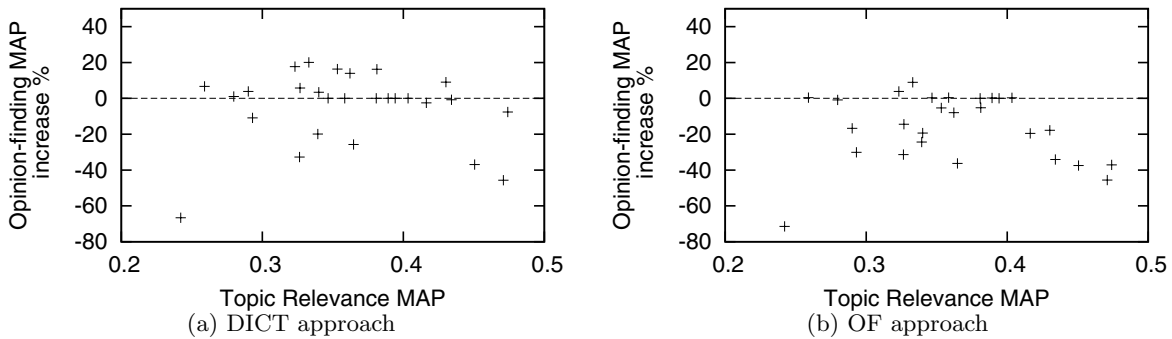 Opinion-finding MAP
increase %
40
20
0
-20
-40
-60
-80
0.2
0.3
0.4
0.5
Topic Relevance MAP
(a) DICT approach
Opinion-finding MAP
increase %
40
20
0
-20
-40
-60
-80
0.2
0.3
0.4
0.5
Topic Relevance MAP
(b) OF approach